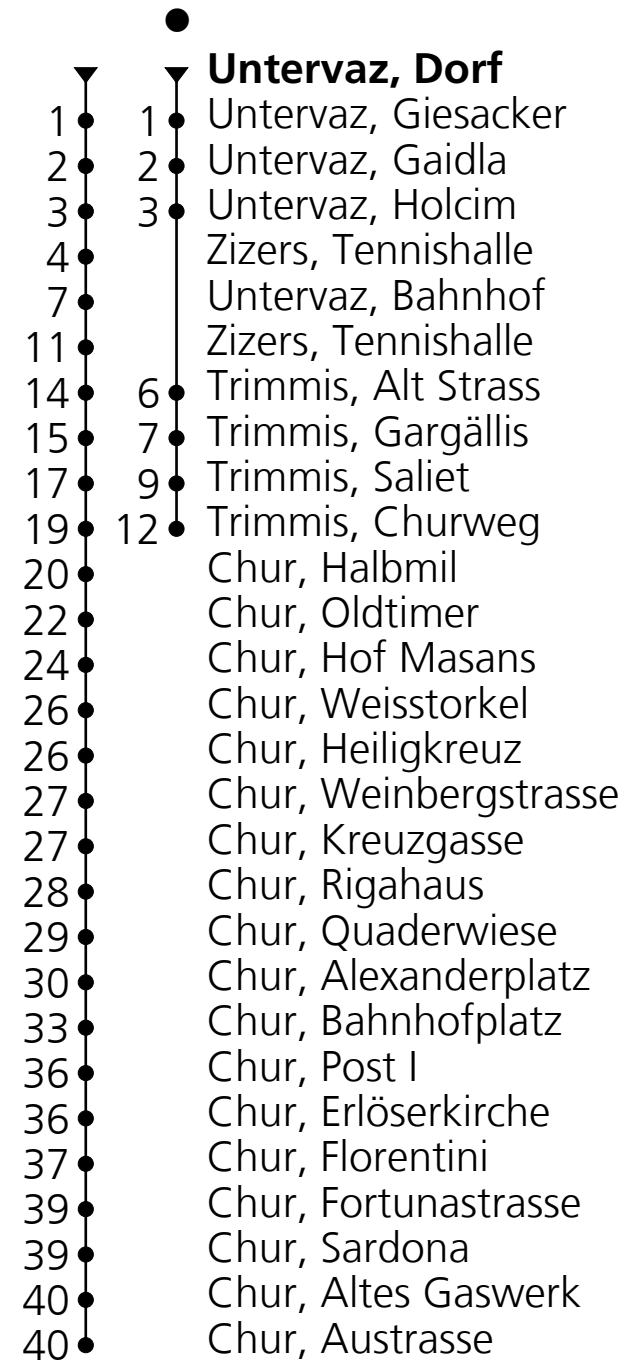 Untervaz, Dorf
1 1 Untervaz, Giesacker
2 2 Untervaz, Gaidla
3 3 Untervaz, Holcim
4 Zizers, Tennishalle
7 Untervaz, Bahnhof
11 Zizers, Tennishalle
14 6 Trimmis, Alt Strass
15 7 Trimmis, Gargällis
17 9 Trimmis, Saliet
19 12 Trimmis, Churweg
20 Chur, Halbmil
22 Chur, Oldtimer
24 Chur, Hof Masans
26 Chur, Weisstorkel
26 Chur, Heiligkreuz
27 Chur, Weinbergstrasse
27 Chur, Kreuzgasse
28 Chur, Rigahaus
29 Chur, Quaderwiese
30 Chur, Alexanderplatz
33 Chur, Bahnhofplatz
36 Chur, Post I
36 Chur, Erlöserkirche
37 Chur, Florentini
39 Chur, Fortunastrasse
39 Chur, Sardona
40 Chur, Altes Gaswerk
40 Chur, Austrasse